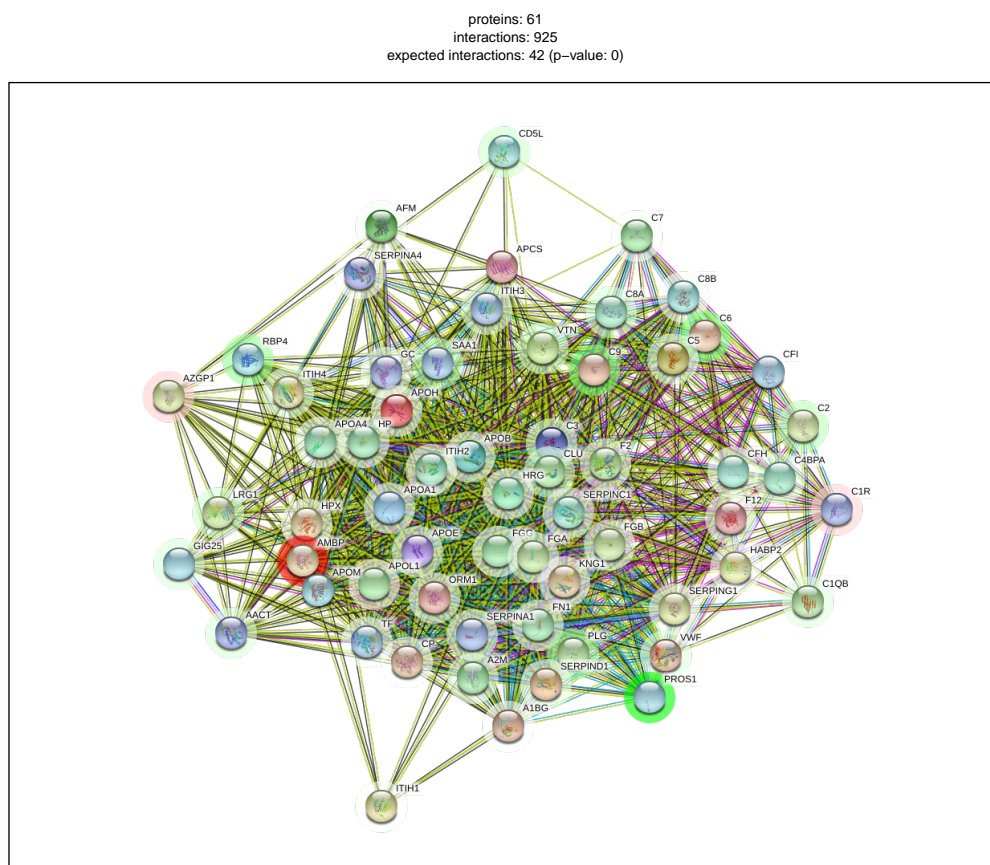 proteins: 61
interactions: 925
expected interactions: 42 (p−value: 0)
CD5L
AFM
C7
SERPINA4
APCS
C8B
ITIH3
C8A
C6
VTN
C5
RBP4
GC
SAA1
C9
CFI
AZGP1
ITIH4
APOH
C2
APOA4
HP
C3
APOB
ITIH2
CLU
F2
CFH
C4BPA
HRG
LRG1
HPX
APOA1
SERPINC1
F12
C1R
AMBP
APOE
FGG
FGA
FGB
GIG25
APOM
APOL1
KNG1
HABP2
ORM1
SERPING1
C1QB
AACT
TF
SERPINA1
FN1
CP
PLG
VWF
A2M
SERPIND1
PROS1
A1BG
ITIH1